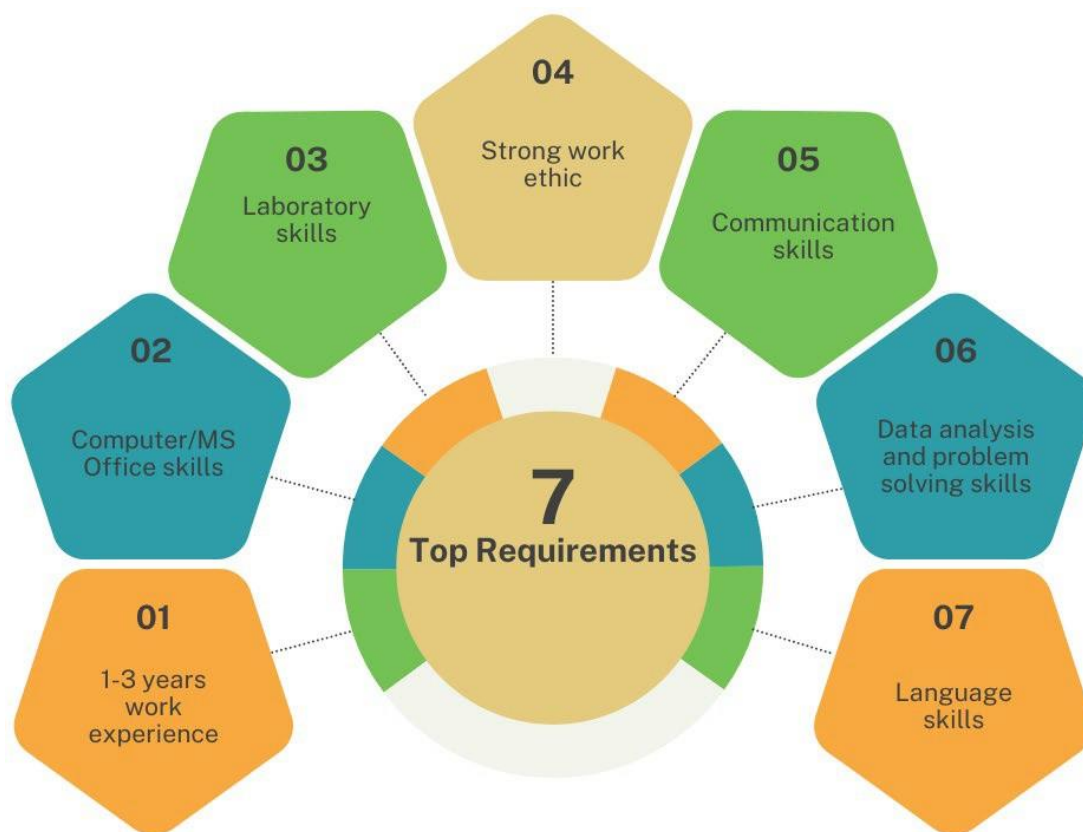 04
Strong work
ethic
03
Laboratory
skills
05
Communication
skills
02
Computer/MS
Office skills
06
Data analysis
and problem
solving skills
7
Top Requirements
01
1-3 years
work
experience
07
Language
skills